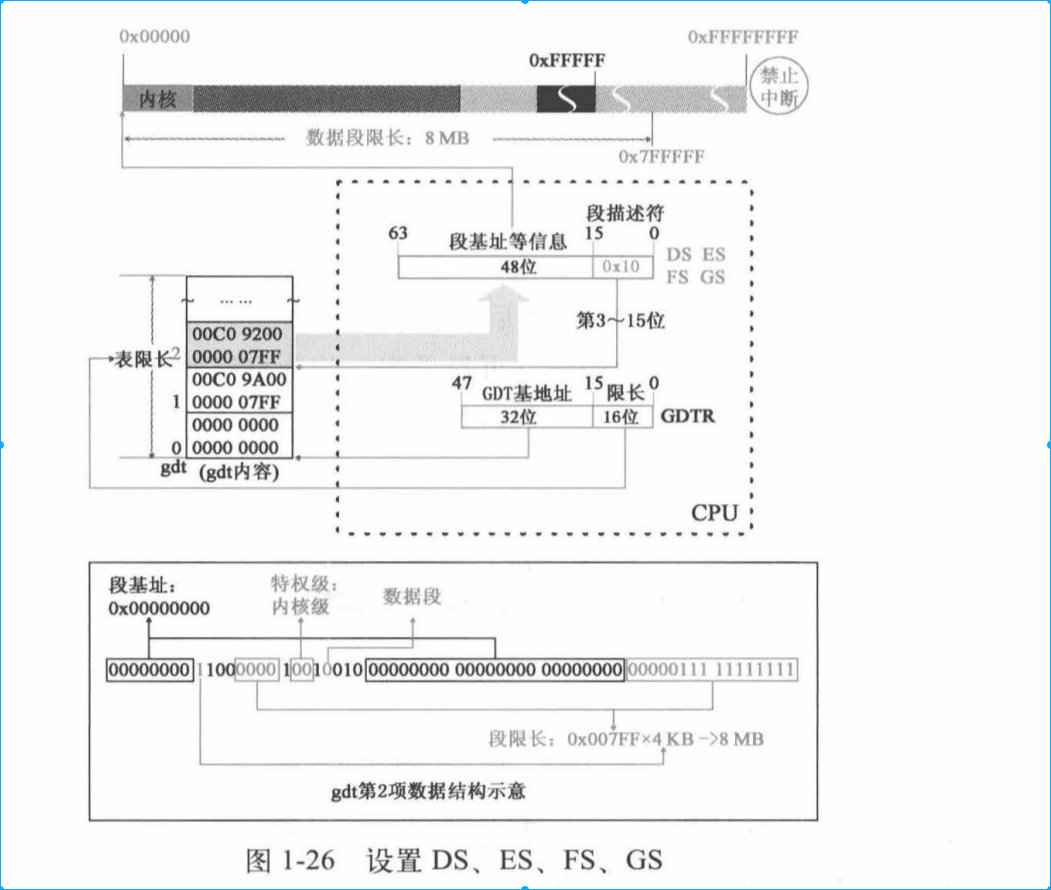 0x00000
0xFFFFFFFF
0xFFFFF
禁止
中断
内核
数据段限长：8 MB
0x7FFFFF
段描述符
63
段基址等信息
15
0
48位
0x10
DS ES
FS GS
... ...
第3～15位
00C0 9200
表限长
2
0000 07FF
00C0 9A00
1
0000 07FF
0000 0000
0
0000 0000
gdt
(gdt内容)
47
GDT基地址
15
限长
0
32位
16位
GDTR
CPU
段基址：
0x00000000
特权级：
内核级
数据段
00000000 11000000 10010010 00000000 00000000 00000000 00000111 11111111
段限长：0x007FF×4 KB –>8 MB
gdt第2项数据结构示意
图 1-26 设置 DS、ES、FS、GS